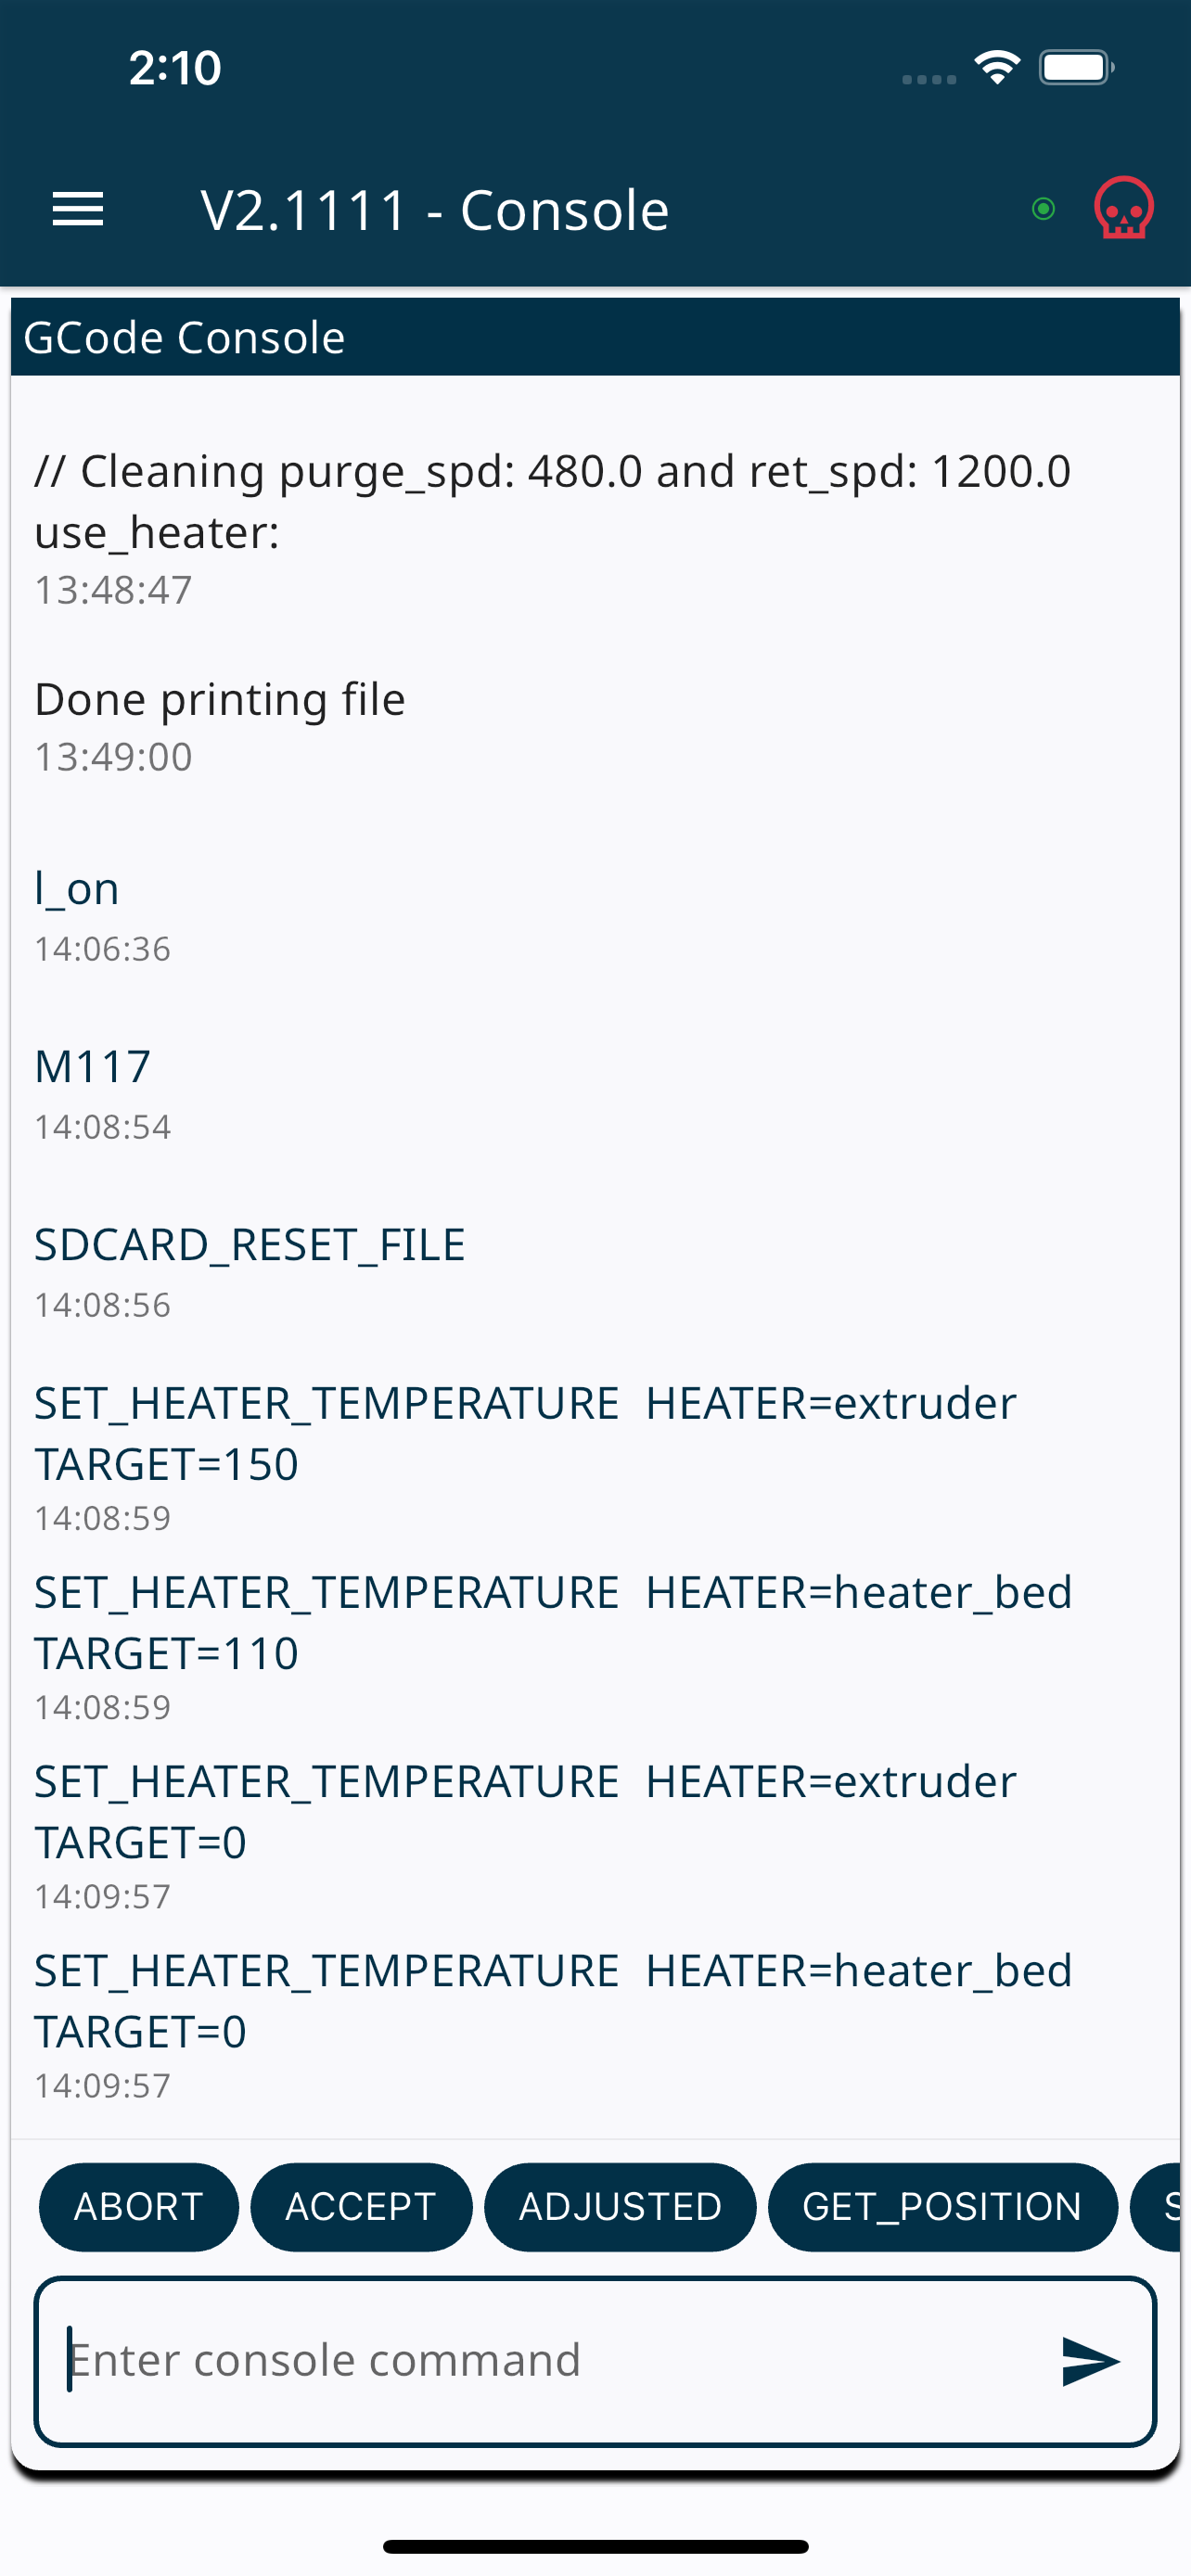 2:10
V2.1111 - Console
GCode Console
// Cleaning purge_spd: 480.0 and ret_spd: 1200.0
use_heater:
13:48:47
Done printing file
13:49:00
l_on
14:06:36
M117
14:08:54
SDCARD_RESET_FILE
14:08:56
SET_HEATER_TEMPERATURE  HEATER=extruder
TARGET=150
14:08:59
SET_HEATER_TEMPERATURE  HEATER=heater_bed
TARGET=110
14:08:59
SET_HEATER_TEMPERATURE  HEATER=extruder
TARGET=0
14:09:57
SET_HEATER_TEMPERATURE  HEATER=heater_bed
TARGET=0
14:09:57
ABORT ACCEPT ADJUSTED GET_POSITION
Enter console command